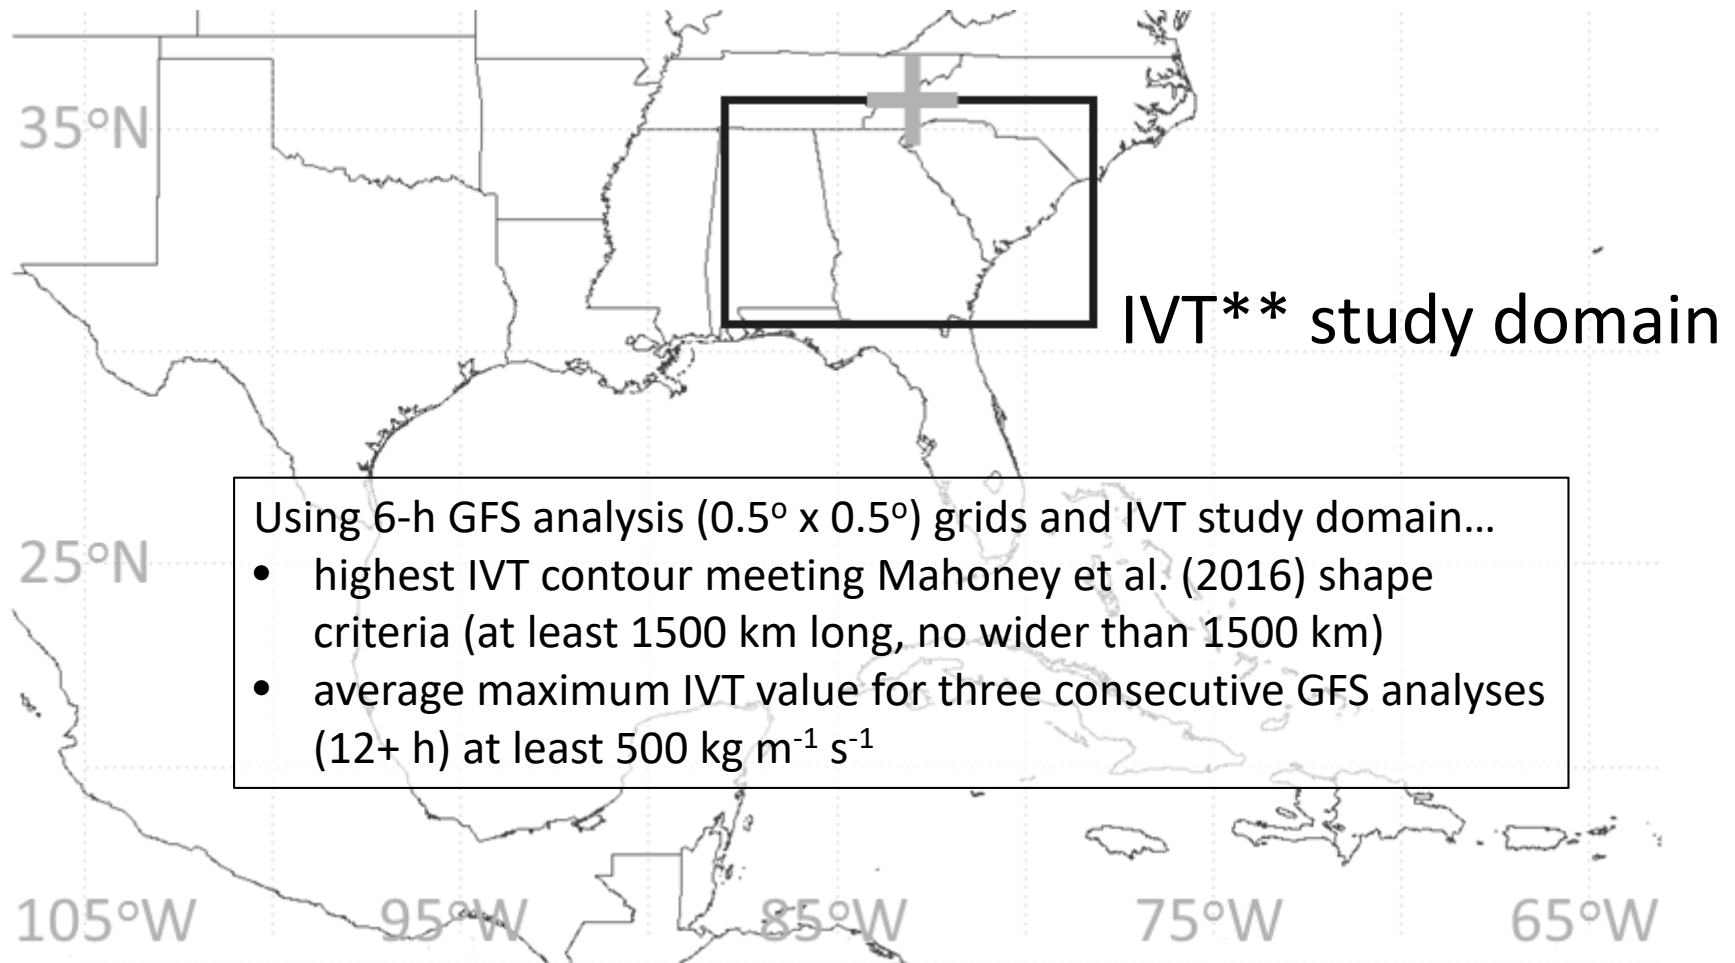 35°N
IVT** study domain
Using 6-h GFS analysis (0.5º x 0.5º) grids and IVT study domain…
• highest IVT contour meeting Mahoney et al. (2016) shape
criteria (at least 1500 km long, no wider than 1500 km)
• average maximum IVT value for three consecutive GFS analyses
(12+ h) at least 500 kg m⁻¹ s⁻¹
25°N
105°W 95°W 85°W 75°W 65°W